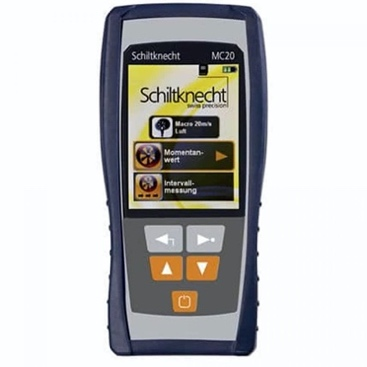 Schiltknecht MC20
Schiltknecht
swiss precision!
Macro 20m/s
Luft
Momentan-
wert
Intervall-
messung